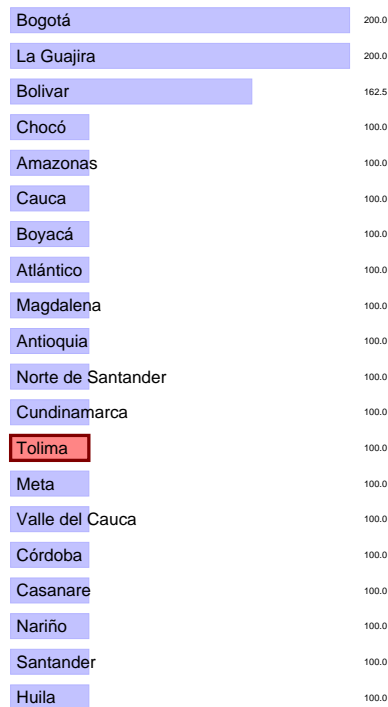 Bogotá 200.0
La Guajira 200.0
Bolivar 162.5
Chocó 100.0
Amazonas 100.0
Cauca 100.0
Boyacá 100.0
Atlántico 100.0
Magdalena 100.0
Antioquia 100.0
Norte de Santander 100.0
Cundinamarca 100.0
Tolima 100.0
Meta 100.0
Valle del Cauca 100.0
Córdoba 100.0
Casanare 100.0
Nariño 100.0
Santander 100.0
Huila 100.0